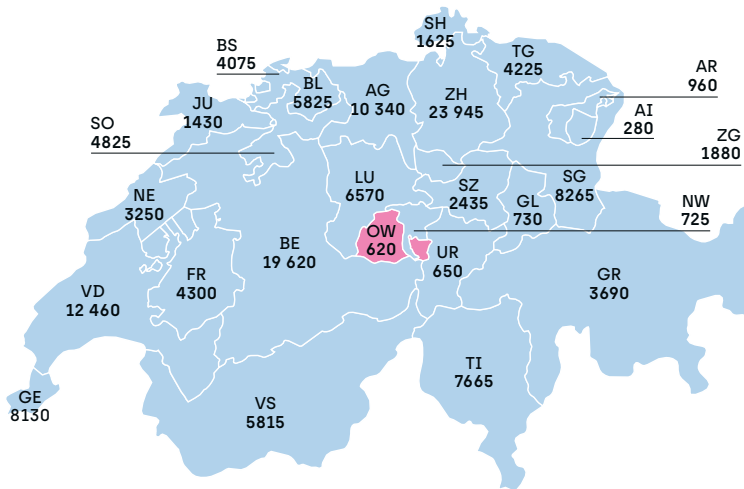 SH
1625
BS
4075
TG
4225
BL
5825
AG
10 340
ZH
23 945
AR
960
JU
1430
AI
280
SO
4825
ZG
1880
LU
6570
SZ
2435
GL
730
SG
8265
NE
3250
NW
725
OW
620
BE
19 620
UR
650
FR
4300
GR
3690
VD
12 460
TI
7665
GE
8130
VS
5815